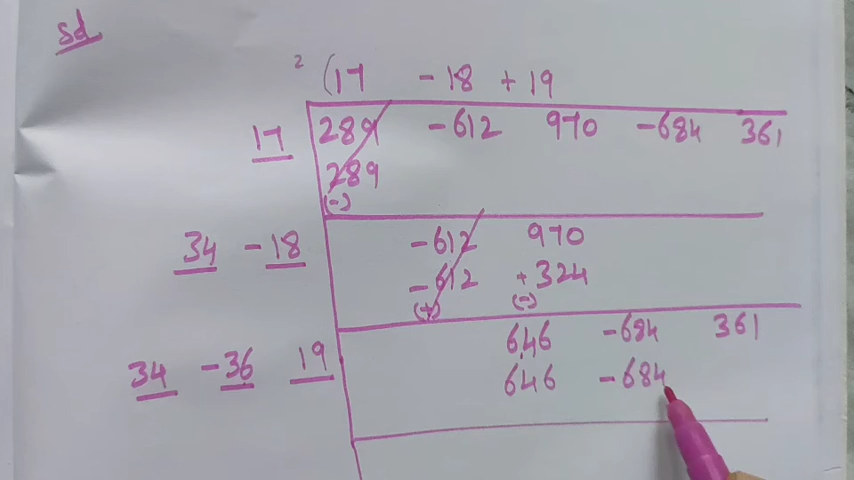 Sd
2 (17 -18 +19
17 289 -612 970 -684 361
289
(-)
34 -18 -612 970
-612 +324
(+) (-)
34 -36 19 646 -684 361
646 -684